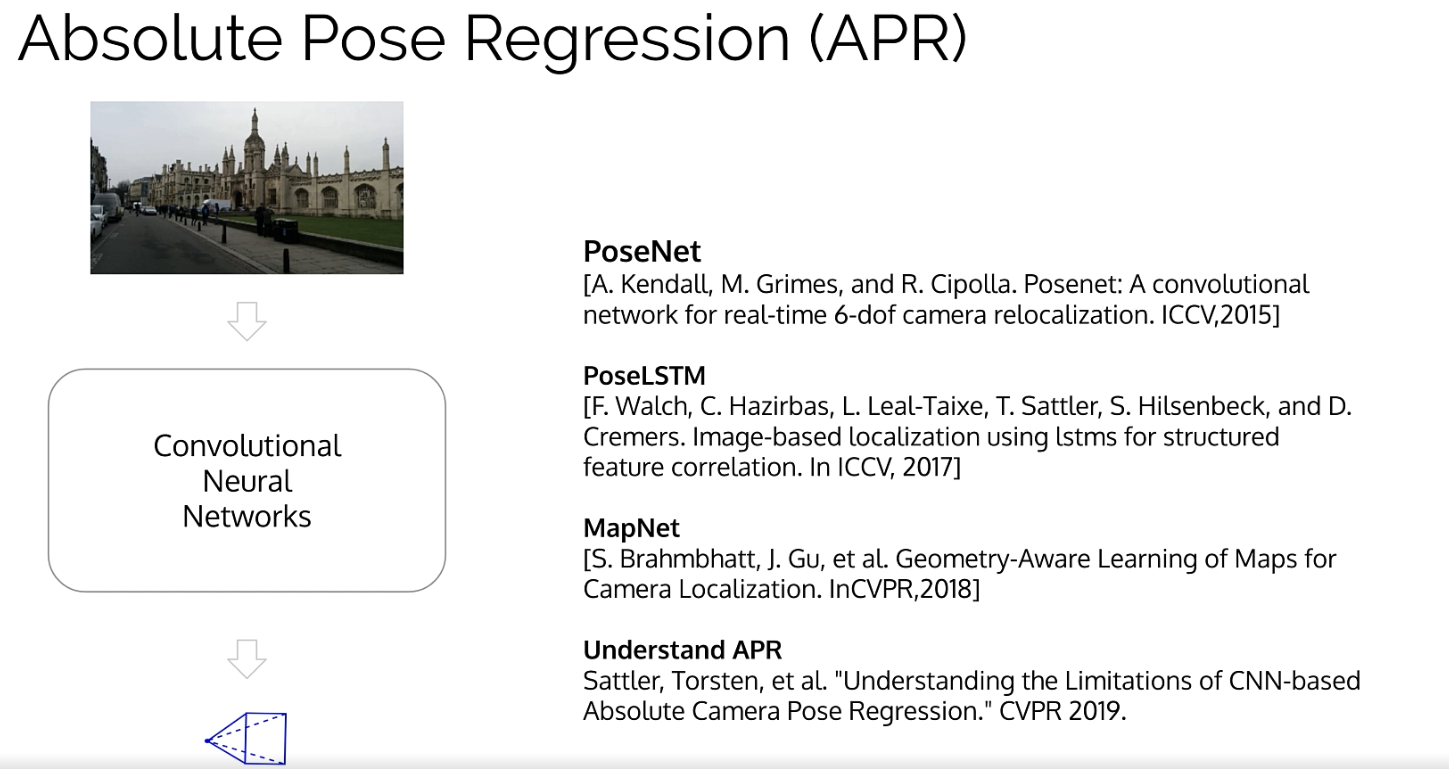 Absolute Pose Regression (APR)
Convolutional
Neural
Networks
PoseNet
[A. Kendall, M. Grimes, and R. Cipolla. Posenet: A convolutional
network for real-time 6-dof camera relocalization. ICCV,2015]
PoseLSTM
[F. Walch, C. Hazirbas, L. Leal-Taixe, T. Sattler, S. Hilsenbeck, and D.
Cremers. Image-based localization using lstms for structured
feature correlation. In ICCV, 2017]
MapNet
[S. Brahmbhatt, J. Gu, et al. Geometry-Aware Learning of Maps for
Camera Localization. InCVPR,2018]
Understand APR
Sattler, Torsten, et al. "Understanding the Limitations of CNN-based
Absolute Camera Pose Regression." CVPR 2019.